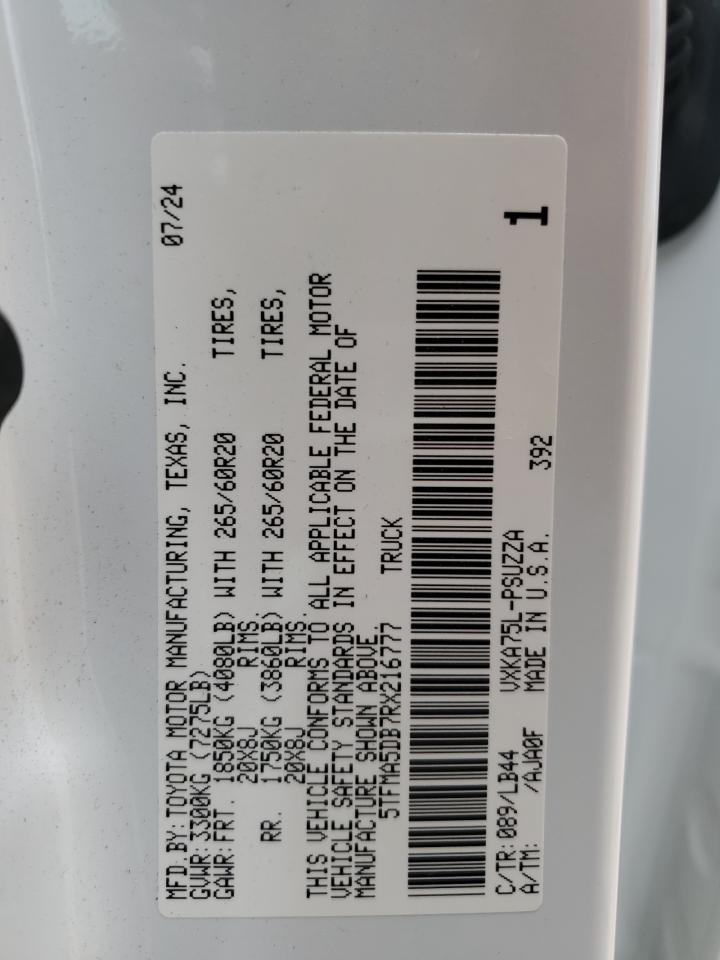 07/24
MFD.BY:TOYOTA MOTOR MANUFACTURING, TEXAS, INC.
GVWR:3300KG (7275LB)
GAWR:FRT. 1850KG (4080LB) WITH 265/60R20 TIRES,
20X8J RIMS
RR. 1750KG (3860LB) WITH 265/60R20 TIRES,
20X8J RIMS.
THIS VEHICLE CONFORMS TO ALL APPLICABLE FEDERAL MOTOR
VEHICLE SAFETY STANDARDS IN EFFECT ON THE DATE OF
MANUFACTURE SHOWN ABOVE.
5TFMA5DB7RX216777 TRUCK
1
C/TR:089/LB44 VXKA75L-PSUZZA 392
A/TM: /AJA0F MADE IN U.S.A.